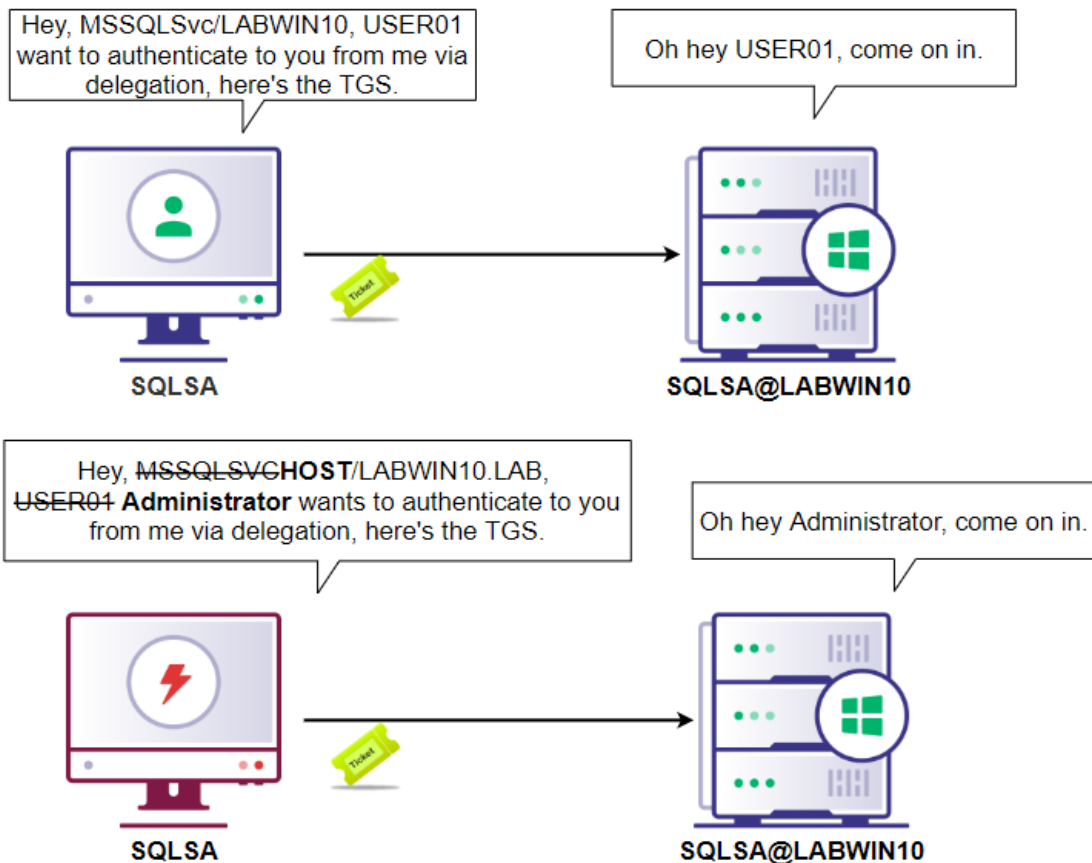 Hey, MSSQLSvc/LABWIN10, USER01
want to authenticate to you from me via
delegation, here's the TGS.
Oh hey USER01, come on in.
Ticket
SQLSA
SQLSA@LABWIN10
Hey, MSSQLSVCHOST/LABWIN10.LAB,
USER01 Administrator wants to authenticate to you
from me via delegation, here's the TGS.
Oh hey Administrator, come on in.
Ticket
SQLSA
SQLSA@LABWIN10